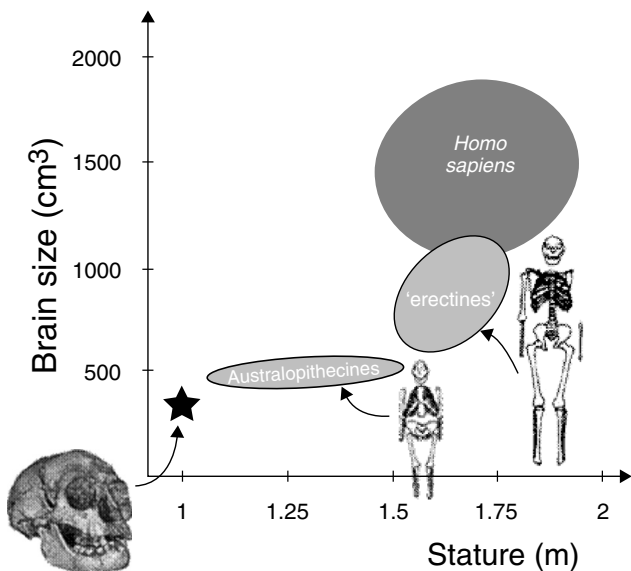 Brain size (cm³)
2000
1500
1000
500
Homo
sapiens
'erectines'
Australopithecines
1
1.25
1.5
1.75
2
Stature (m)